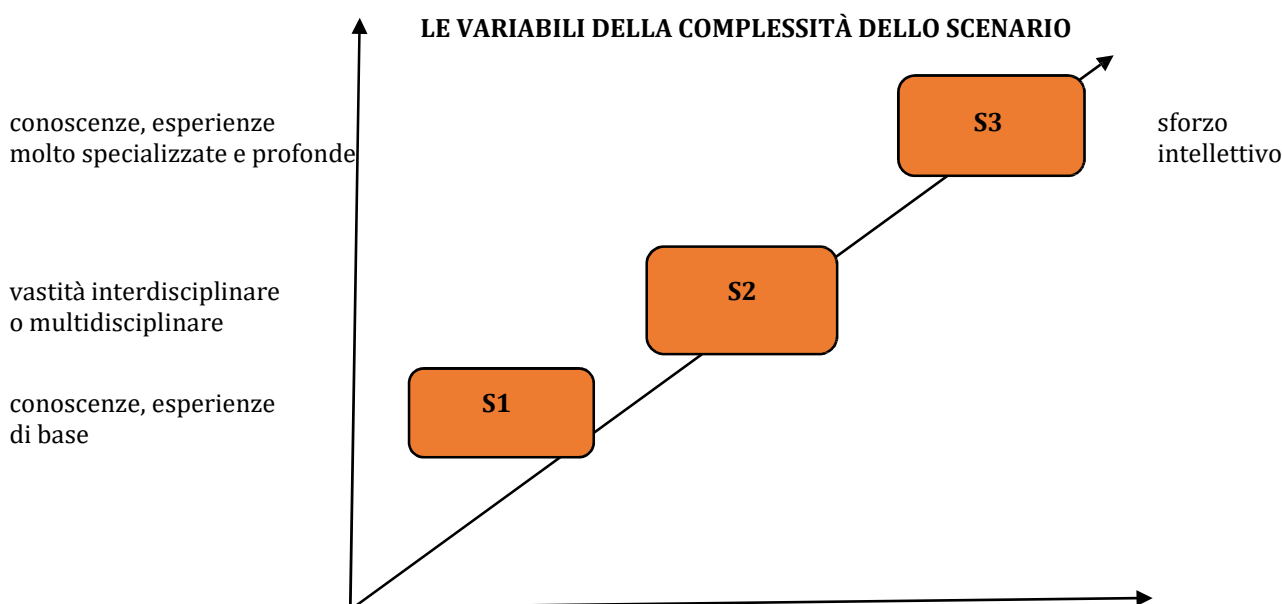 LE VARIABILI DELLA COMPLESSITÀ DELLO SCENARIO
conoscenze, esperienze
molto specializzate e profonde
S3
sforzo
intellettivo
vastità interdisciplinare
o multidisciplinare
S2
conoscenze, esperienze
di base
S1